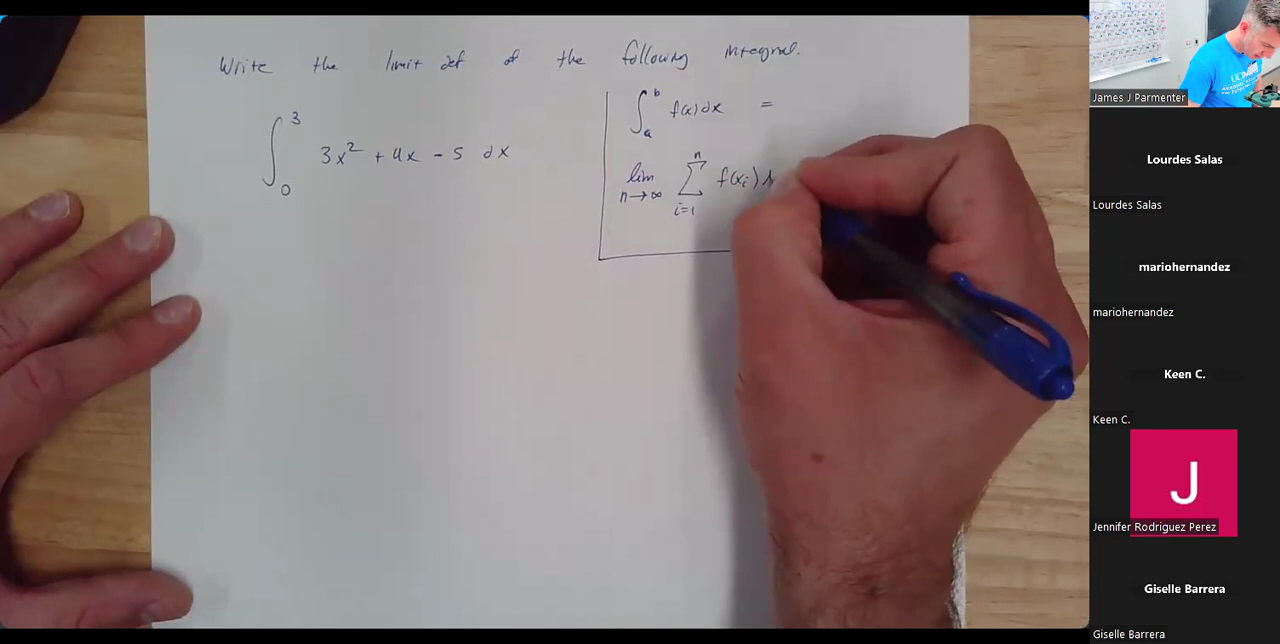 Write the limit def of the following integral.
∫₀³ 3x² + 4x - 5 dx
∫ₐᵇ f(x)dx =
lim n→∞ Σ i=1 n f(xᵢ)
James J Parmenter
Lourdes Salas
Lourdes Salas
mariohernandez
mariohernandez
Keen C.
Keen C.
J
Jennifer Rodriguez Perez
Giselle Barrera
Giselle Barrera